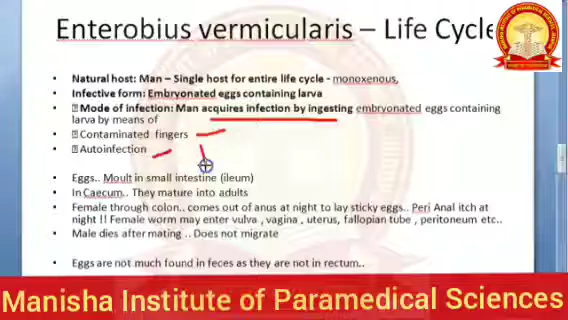 Enterobius vermicularis – Life Cycle
Natural host: Man – Single host for entire life cycle - monoxenous,
Infective form: Embryonated eggs containing larva
Mode of infection: Man acquires infection by ingesting embryonated eggs containing
larva by means of
Contaminated fingers
Autoinfection
Eggs.. Moult in small intestine (ileum)
In Caecum.. They mature into adults
Female through colon.. comes out of anus at night to lay sticky eggs.. Peri Anal itch at
night !! Female worm may enter vulva , vagina , uterus, fallopian tube , peritoneum etc..
Male dies after mating .. Does not migrate
Eggs are not much found in feces as they are not in rectum..
Manisha Institute of Paramedical Sciences